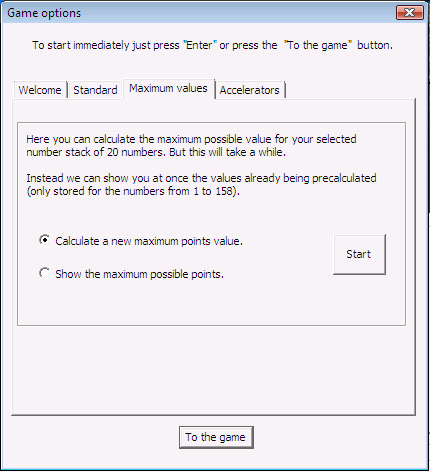 Game options
To start immediately just press "Enter" or press the "To the game" button.
Welcome Standard Maximum values Accelerators
Here you can calculate the maximum possible value for your selected
number stack of 20 numbers. But this will take a while.
Instead we can show you at once the values already being precalculated
(only stored for the numbers from 1 to 158).
Calculate a new maximum points value.
Start
Show the maximum possible points.
To the game